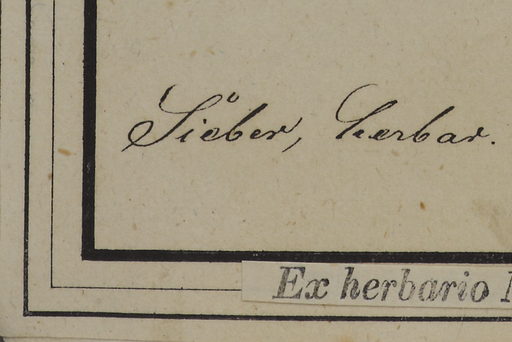 Sieber, Herbar.
Ex herbario